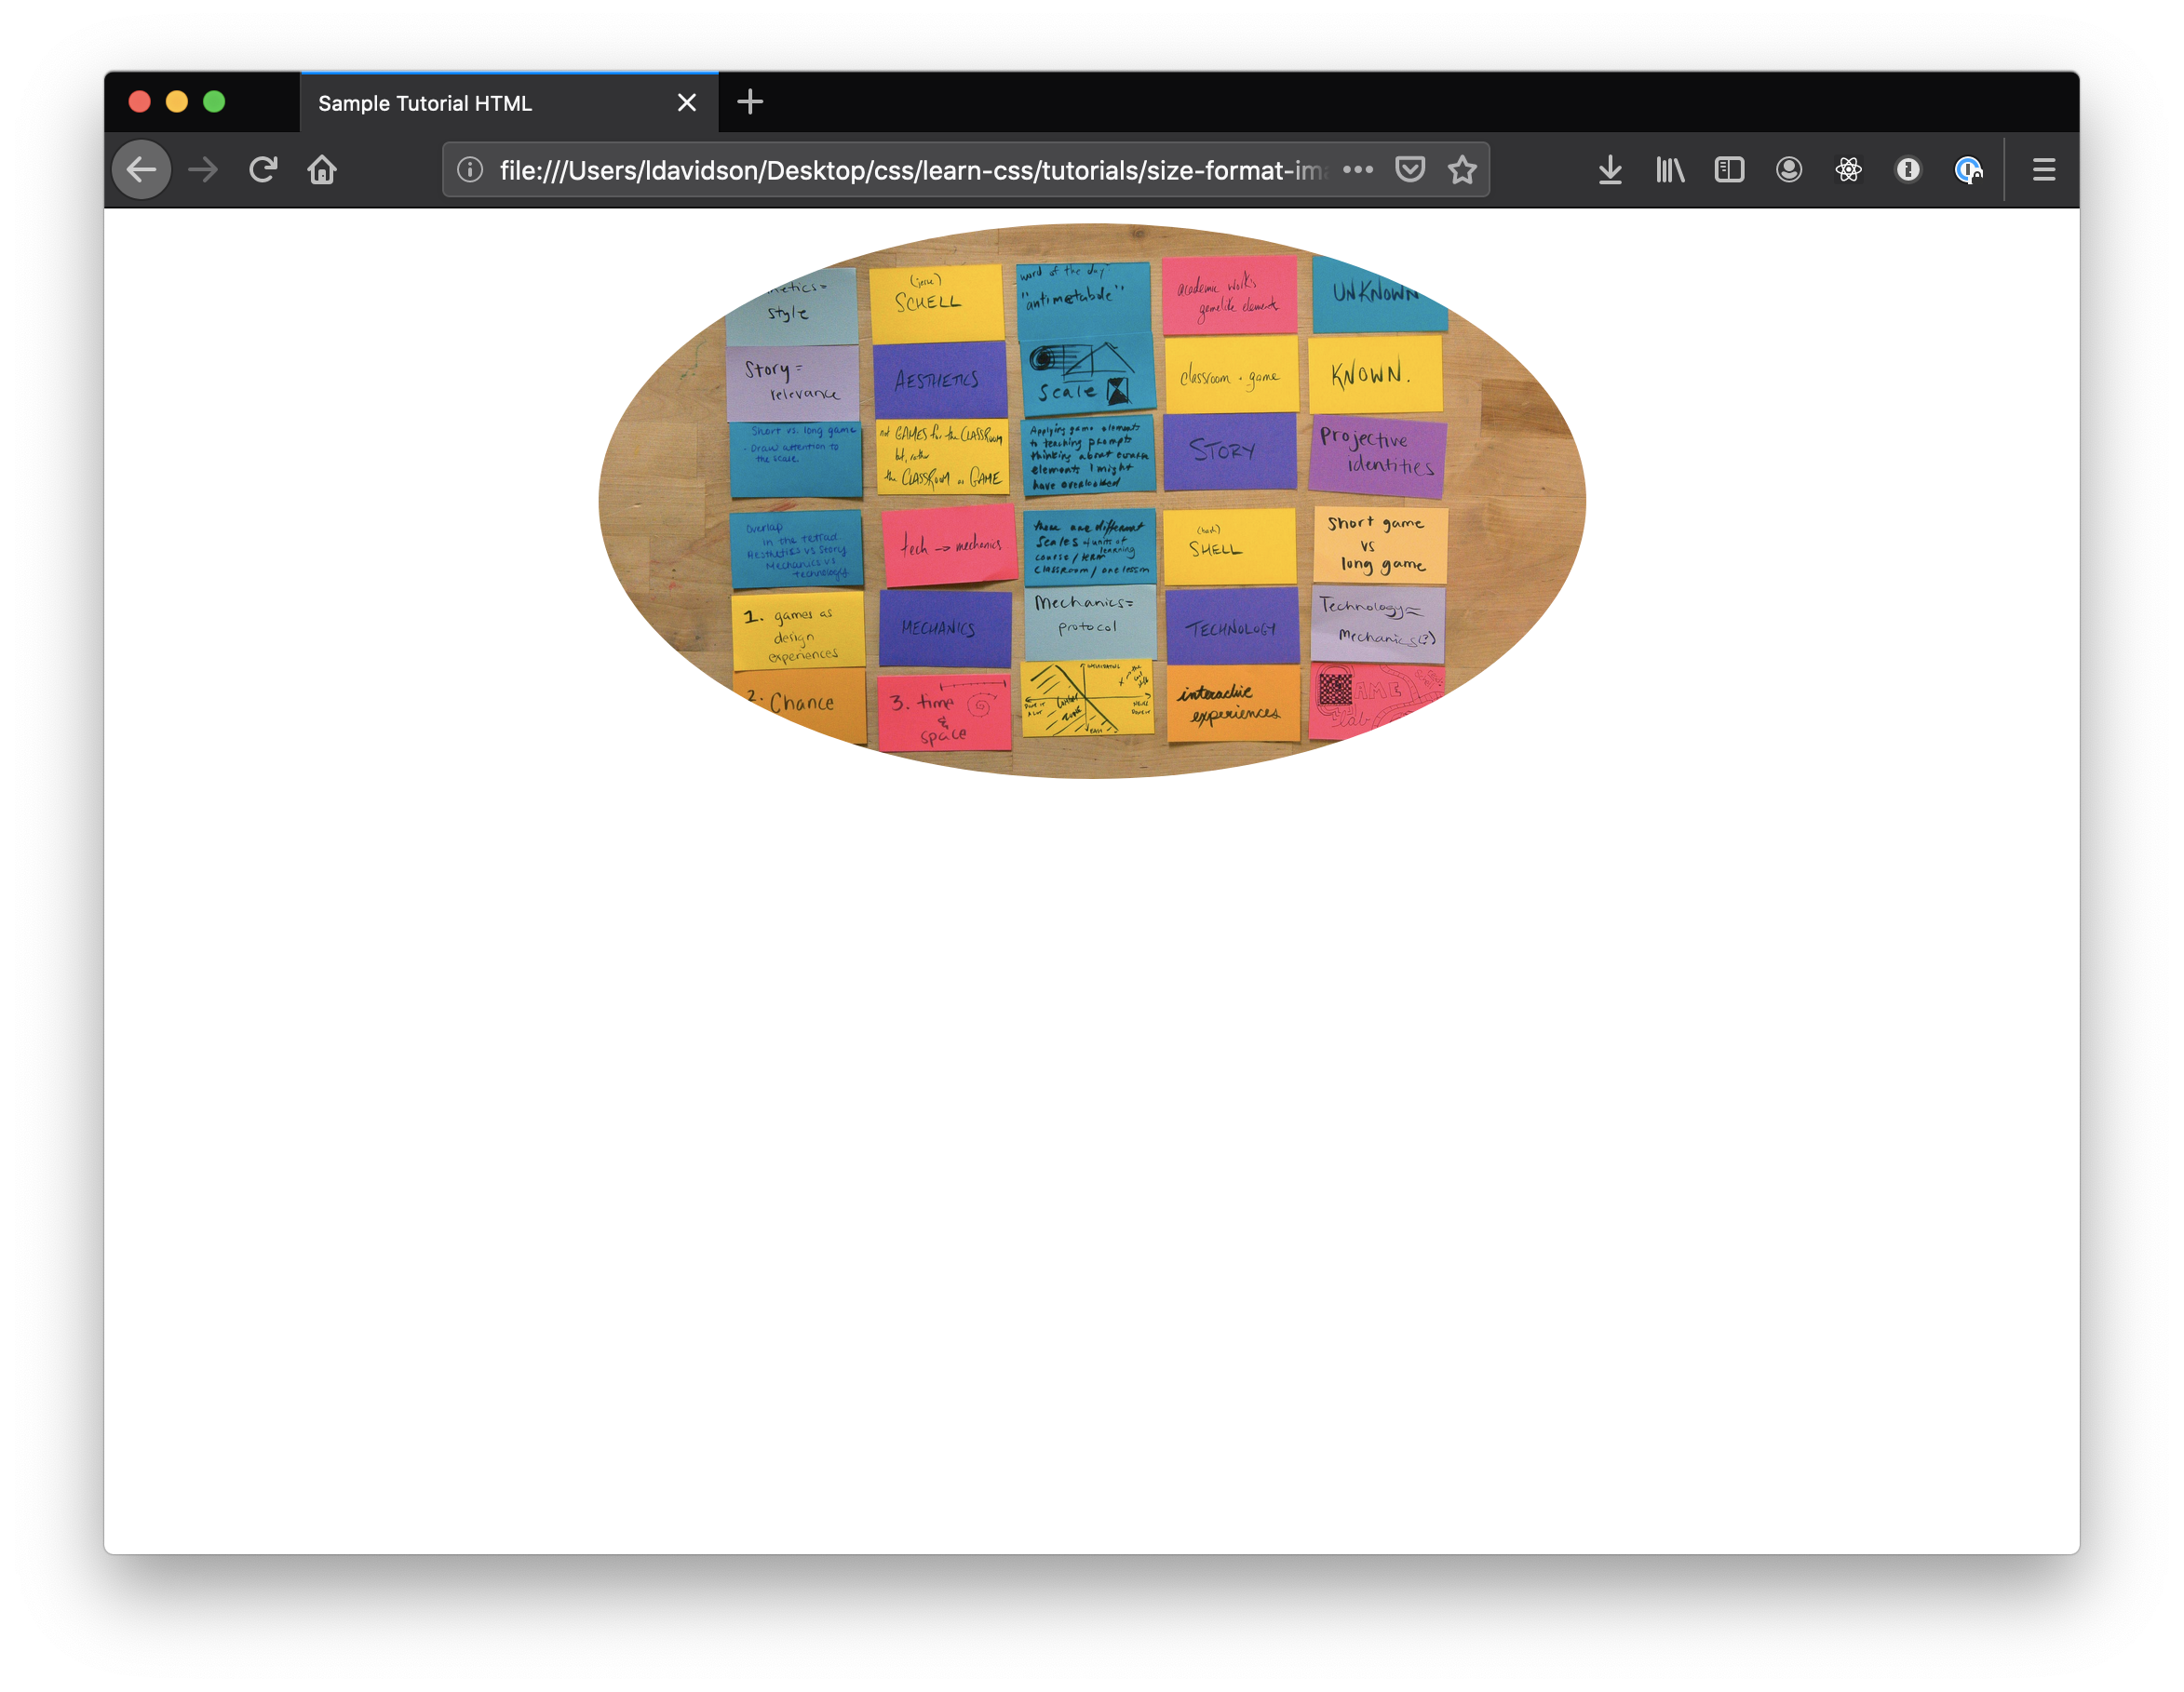 Sample Tutorial HTML
file:///Users/ldavidson/Desktop/css/learn-css/tutorials/size-format-im
etics=
style
(jesse)
SCHELL
word of the day:
"antimetabole"
academic work's
gamelike elements
UNKNOWN
Story =
relevance
AESTHETICS
scale
classroom • game
KNOWN.
Short vs. long game
- Draw attention to
the scale.
not GAMES for the CLASSROOM
but, rather
the CLASSROOM as GAME
Applying game elements
to teaching prompts
thinking about course
elements I might
have overlooked
STORY
Projective
identities
Overlap
in the tetrad.
Aesthetics vs Story
Mechanics vs
technology
tech → mechanics
there are different
scales + units of
learning
course / term
classroom / one lesson
SHELL
short game
vs
long game
1. games as
design
experiences
MECHANICS
Mechanics=
protocol
TECHNOLOGY
Technology=
Mechanics(?)
2. Chance
3. time
&
space
interactive
experiences
GAME
lab